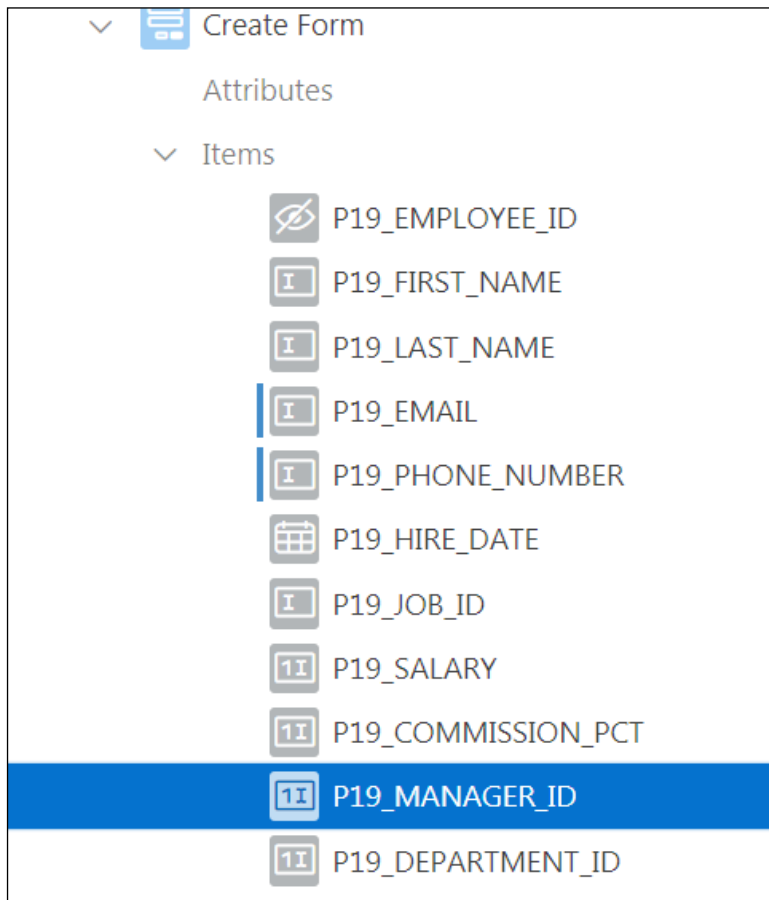 Create Form
Attributes
Items
P19_EMPLOYEE_ID
P19_FIRST_NAME
P19_LAST_NAME
P19_EMAIL
P19_PHONE_NUMBER
P19_HIRE_DATE
P19_JOB_ID
P19_SALARY
P19_COMMISSION_PCT
P19_MANAGER_ID
P19_DEPARTMENT_ID